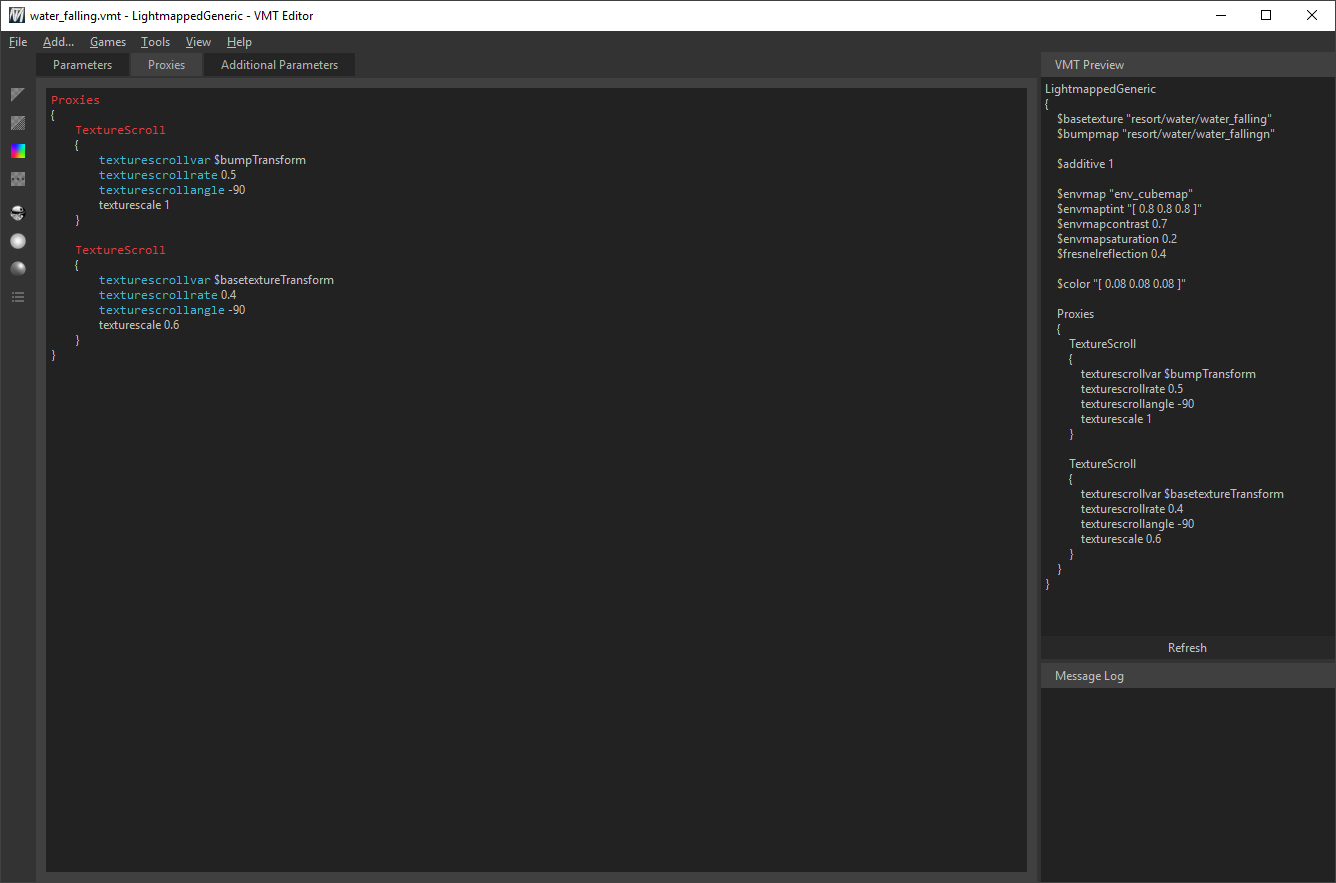 water_falling.vmt - LightmappedGeneric - VMT Editor
File Add... Games Tools View Help
Parameters Proxies Additional Parameters
Proxies
{
TextureScroll
{
texturescrollvar $bumpTransform
texturescrollrate 0.5
texturescrollangle -90
texturescale 1
}
TextureScroll
{
texturescrollvar $basetextureTransform
texturescrollrate 0.4
texturescrollangle -90
texturescale 0.6
}
}
VMT Preview
LightmappedGeneric
{
$basetexture "resort/water/water_falling"
$bumpmap "resort/water/water_fallingn"
$additive 1
$envmap "env_cubemap"
$envmaptint "[ 0.8 0.8 0.8 ]"
$envmapcontrast 0.7
$envmapsaturation 0.2
$fresnelreflection 0.4
$color "[ 0.08 0.08 0.08 ]"
Proxies
{
TextureScroll
{
texturescrollvar $bumpTransform
texturescrollrate 0.5
texturescrollangle -90
texturescale 1
}
TextureScroll
{
texturescrollvar $basetextureTransform
texturescrollrate 0.4
texturescrollangle -90
texturescale 0.6
}
}
}
Refresh
Message Log